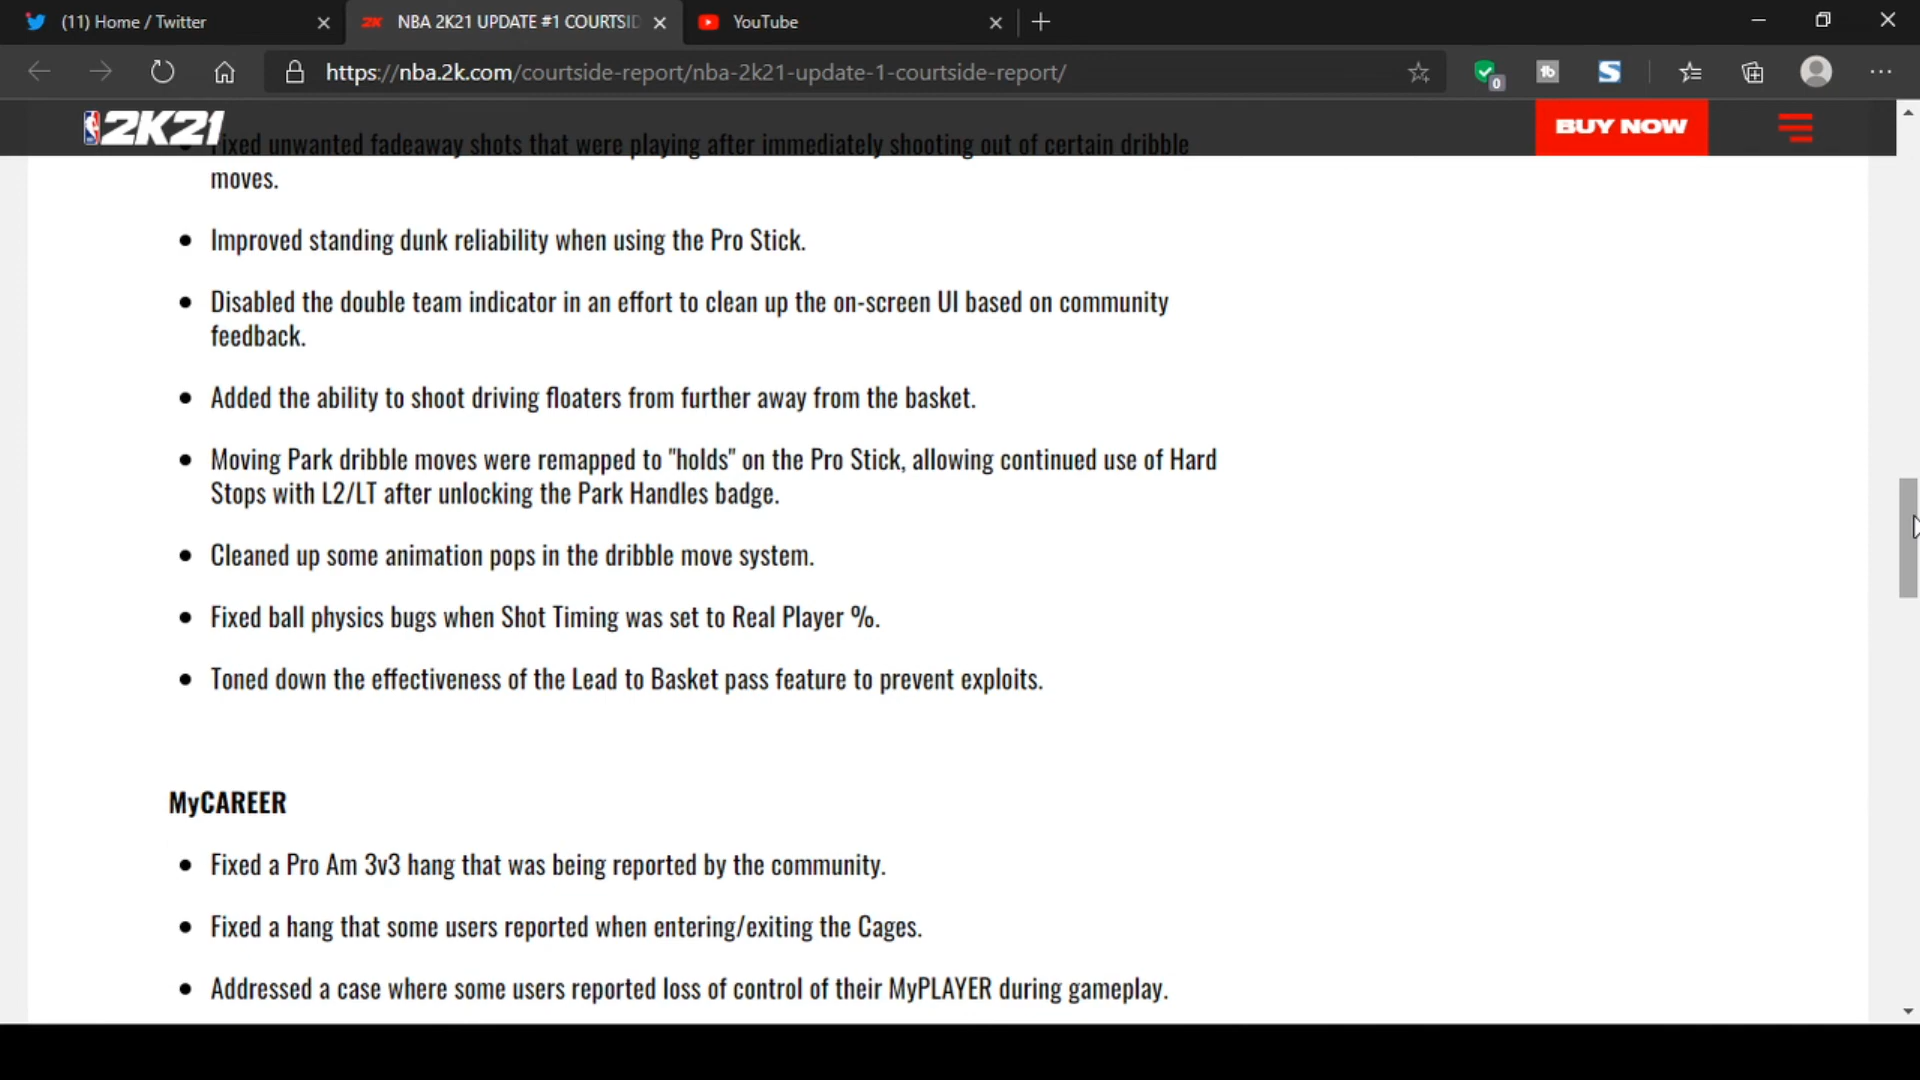 (11) Home / Twitter
NBA 2K21 UPDATE #1 COURTSID
YouTube
https://nba.2k.com/courtside-report/nba-2k21-update-1-courtside-report/
0
2K21
BUY NOW
Fixed unwanted fadeaway shots that were playing after immediately shooting out of certain dribble
moves.
Improved standing dunk reliability when using the Pro Stick.
Disabled the double team indicator in an effort to clean up the on-screen UI based on community
feedback.
Added the ability to shoot driving floaters from further away from the basket.
Moving Park dribble moves were remapped to "holds" on the Pro Stick, allowing continued use of Hard
Stops with L2/LT after unlocking the Park Handles badge.
Cleaned up some animation pops in the dribble move system.
Fixed ball physics bugs when Shot Timing was set to Real Player %.
Toned down the effectiveness of the Lead to Basket pass feature to prevent exploits.
MyCAREER
Fixed a Pro Am 3v3 hang that was being reported by the community.
Fixed a hang that some users reported when entering/exiting the Cages.
Addressed a case where some users reported loss of control of their MyPLAYER during gameplay.